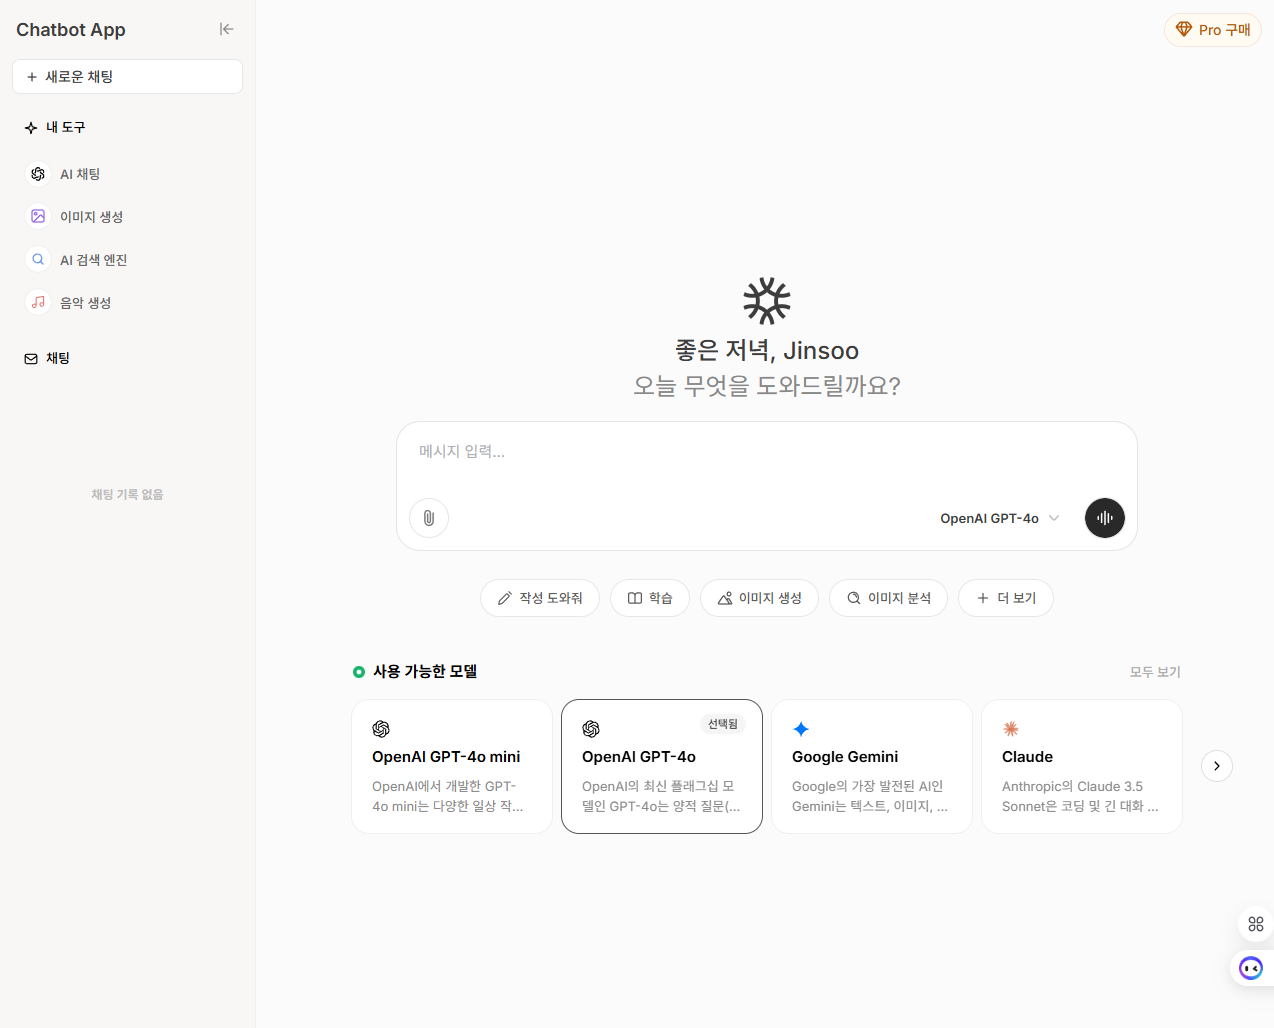 Chatbot App
새로운 채팅
내 도구
AI 채팅
이미지 생성
AI 검색 엔진
음악 생성
채팅
채팅 기록 없음
Pro 구매
좋은 저녁, Jinsoo
오늘 무엇을 도와드릴까요?
메시지 입력...
OpenAI GPT-4o
작성 도와줘
학습
이미지 생성
이미지 분석
더 보기
사용 가능한 모델
모두 보기
OpenAI GPT-4o mini
OpenAI에서 개발한 GPT-
4o mini는 다양한 일상 작...
선택됨
OpenAI GPT-4o
OpenAI의 최신 플래그십 모
델인 GPT-4o는 양적 질문(...
Google Gemini
Google의 가장 발전된 AI인
Gemini는 텍스트, 이미지, ...
Claude
Anthropic의 Claude 3.5
Sonnet은 코딩 및 긴 대화 ...